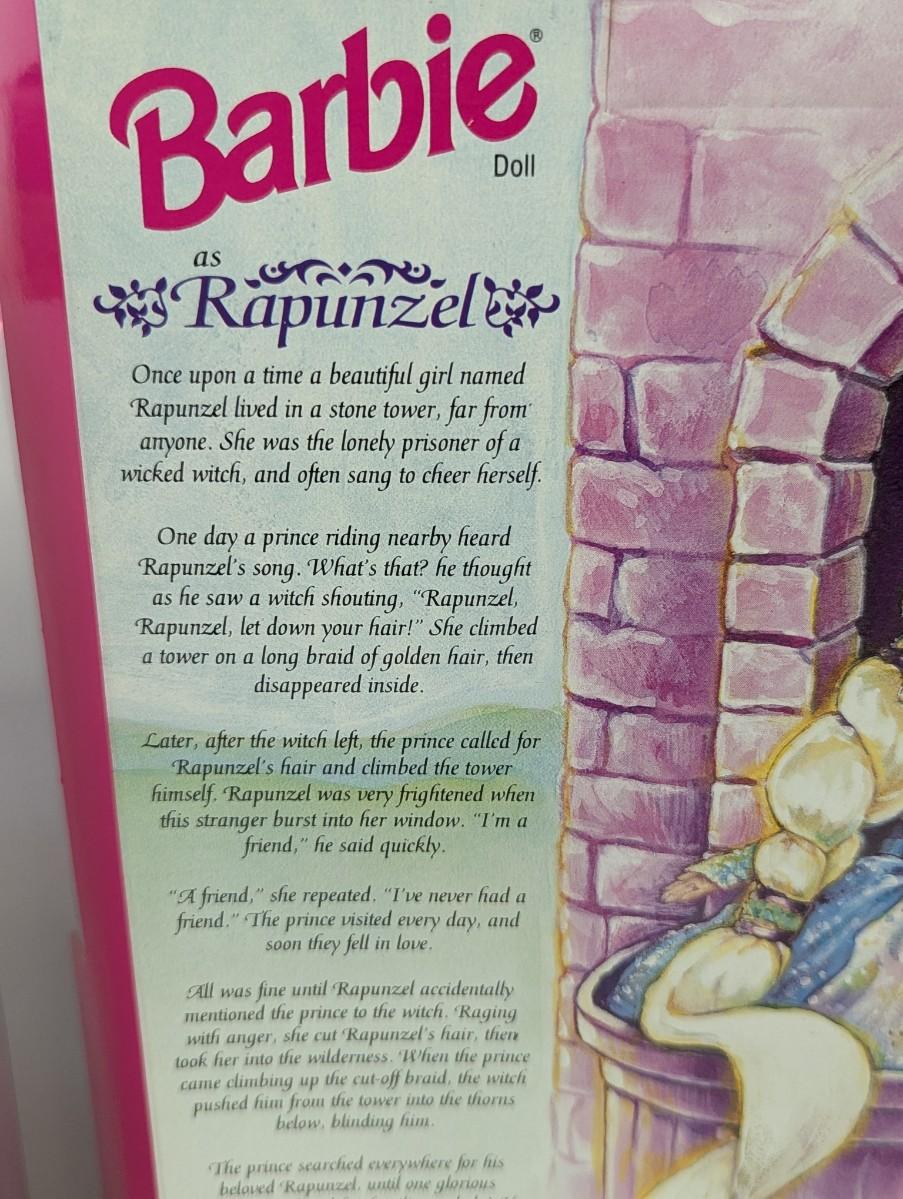 Barbie®
Doll
as
Rapunzel
Once upon a time a beautiful girl named
Rapunzel lived in a stone tower, far from
anyone. She was the lonely prisoner of a
wicked witch, and often sang to cheer herself.
One day a prince riding nearby heard
Rapunzel's song. What's that? he thought
as he saw a witch shouting, "Rapunzel,
Rapunzel, let down your hair!" She climbed
a tower on a long braid of golden hair, then
disappeared inside.
Later, after the witch left, the prince called for
Rapunzel's hair and climbed the tower
himself. Rapunzel was very frightened when
this stranger burst into her window. "I'm a
friend," he said quickly.
"A friend," she repeated. "I've never had a
friend." The prince visited every day, and
soon they fell in love.
All was fine until Rapunzel accidentally
mentioned the prince to the witch. Raging
with anger, she cut Rapunzel's hair, then
took her into the wilderness. When the prince
came climbing up the cut-off braid, the witch
pushed him from the tower into the thorns
below, blinding him.
The prince searched everywhere for his
beloved Rapunzel, until one glorious